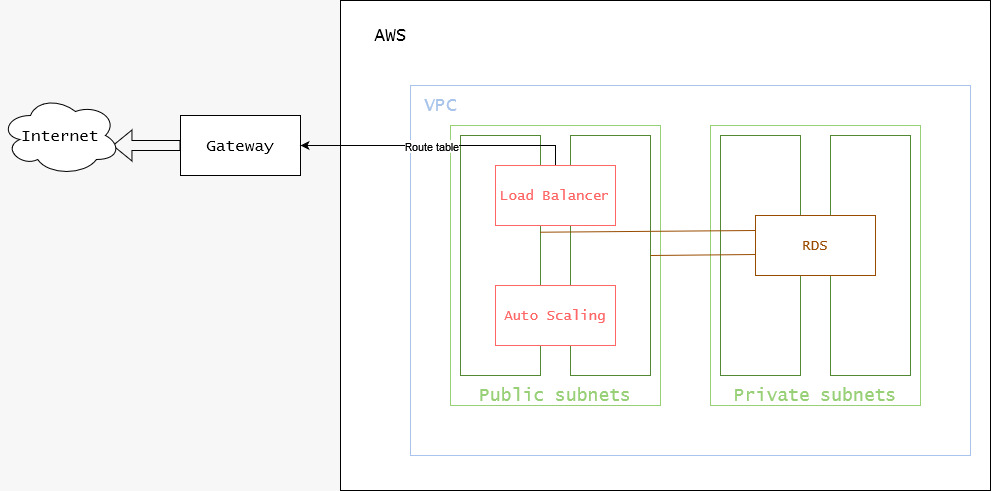 AWS
VPC
Internet
Gateway
Route table
Load Balancer
RDS
Auto Scaling
Public subnets
Private subnets